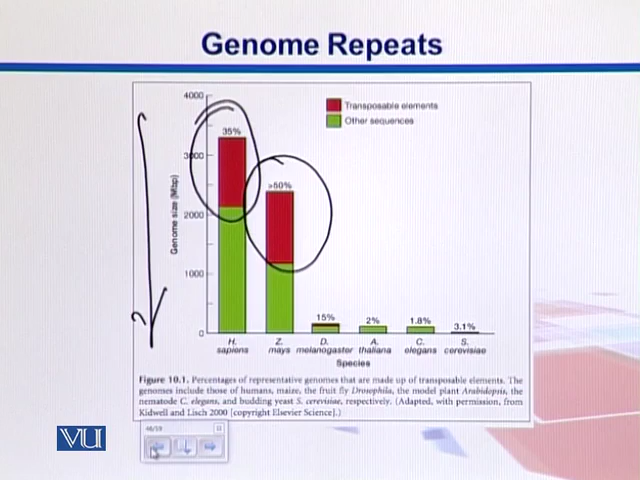 Genome Repeats
4000
3000
2000
1000
0
Genome size (Mbp)
Transposable elements
Other sequences
35%
>50%
15%
2%
1.8%
3.1%
H. sapiens
Z. mays
D. melanogaster
A. thaliana
C. elegans
S. cerevisiae
Species
Figure 10.1. Percentages of representative genomes that are made up of transposable elements. The
genomes include those of humans, maize, the fruit fly Drosophila, the model plant Arabidopsis, the
nematode C. elegans, and budding yeast S. cerevisiae, respectively. (Adapted, with permission, from
Kidwell and Lisch 2000 [copyright Elsevier Science].)
VU